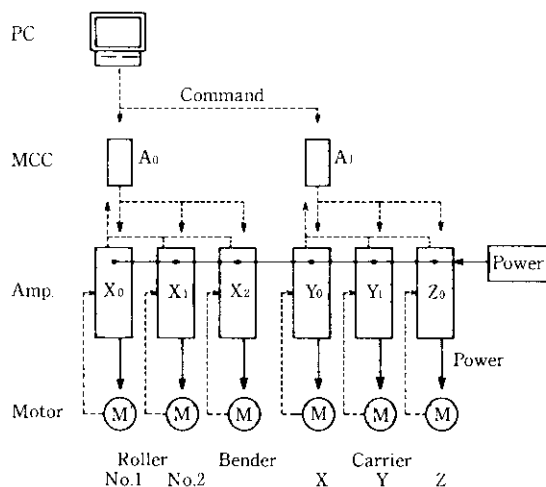 PC
Command
MCC
A0
A1
Amp.
X0
X1
X2
Y0
Y1
Z0
Power
Power
Motor
M
M
M
M
M
M
Roller
Bender
Carrier
No.1
No.2
X
Y
Z